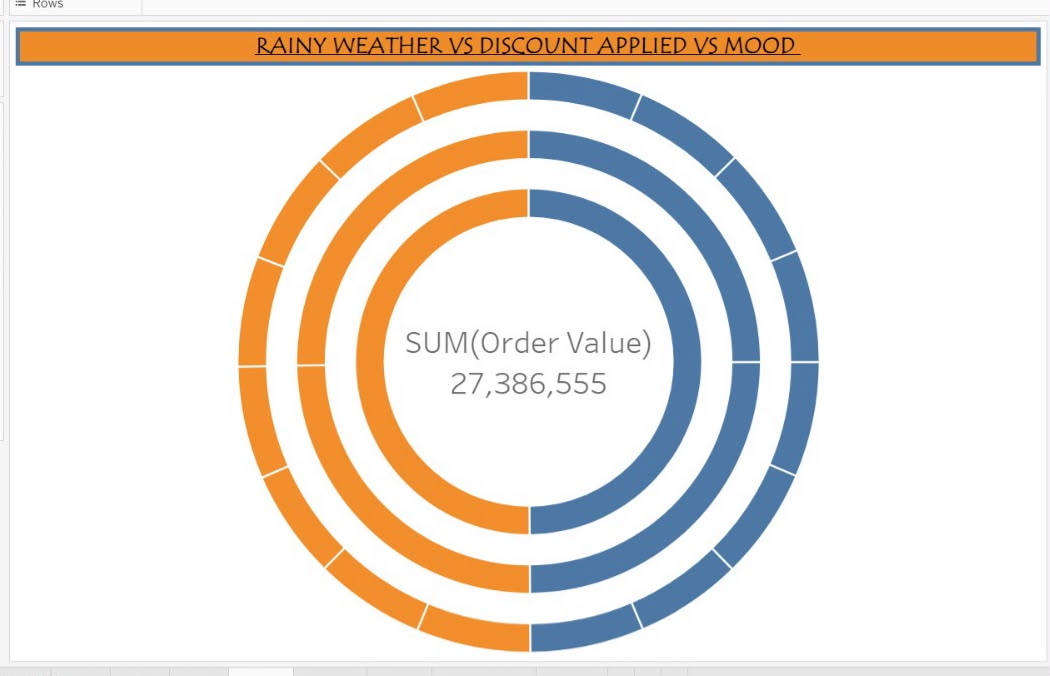 Rows
RAINY WEATHER VS DISCOUNT APPLIED VS MOOD
SUM(Order Value)
27,386,555